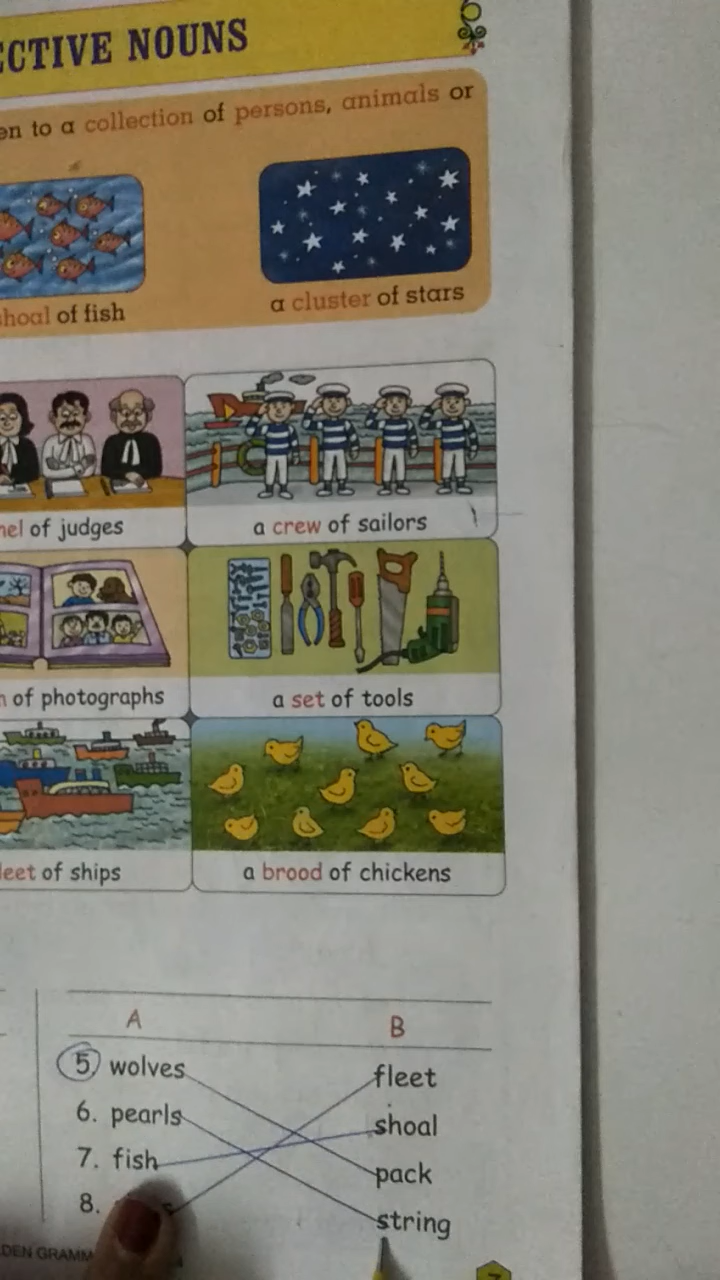 ECTIVE NOUNS
en to a collection of persons, animals or
hoal of fish
a cluster of stars
nel of judges
a crew of sailors
of photographs
a set of tools
leet of ships
a brood of chickens
A B
5. wolves fleet
6. pearls shoal
7. fish pack
8. string
DEN GRAMM